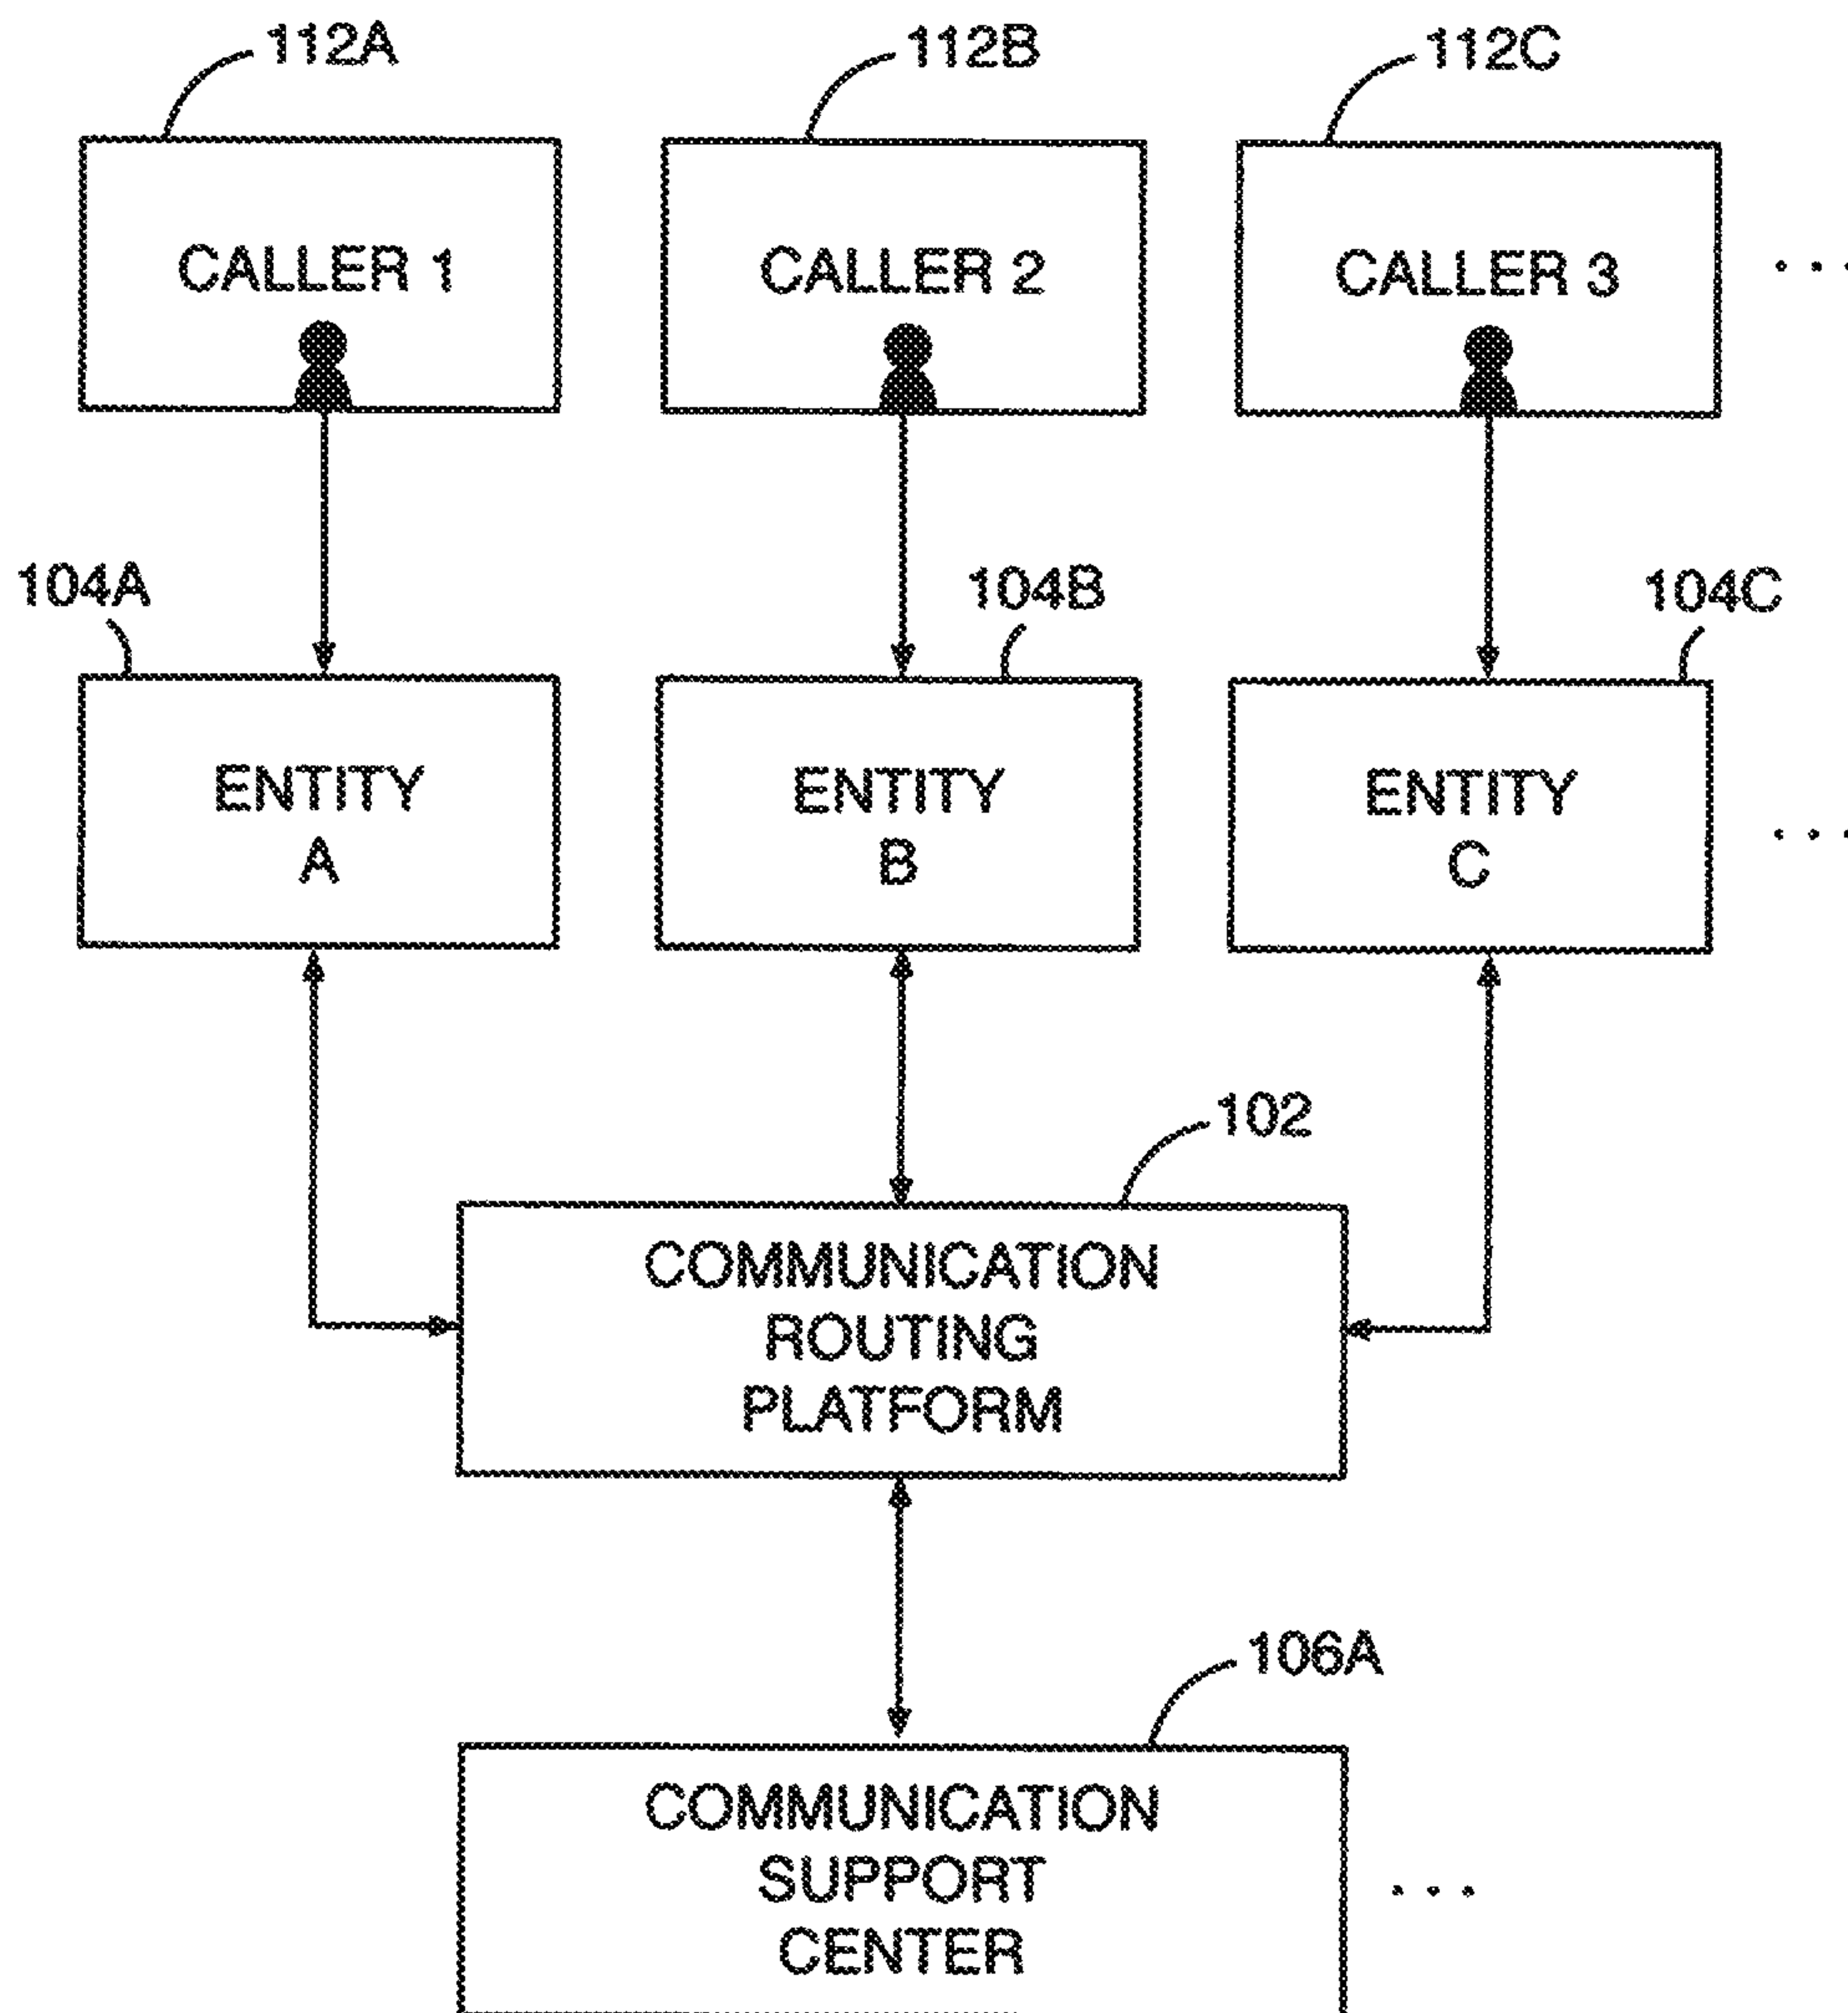 112A
112B
112C
CALLER 1
CALLER 2
CALLER 3
. . .
104A
104B
104C
ENTITY
A
ENTITY
B
ENTITY
C
. . .
102
COMMUNICATION
ROUTING
PLATFORM
106A
COMMUNICATION
SUPPORT
CENTER
. . .